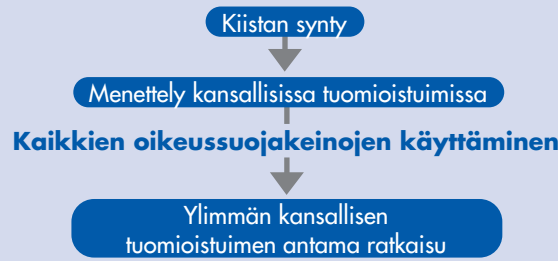 Kiistan synty
Menettely kansallisissa tuomioistuimissa
Kaikkien oikeussuojakeinojen käyttäminen
Ylimmän kansallisen
tuomioistuimen antama ratkaisu